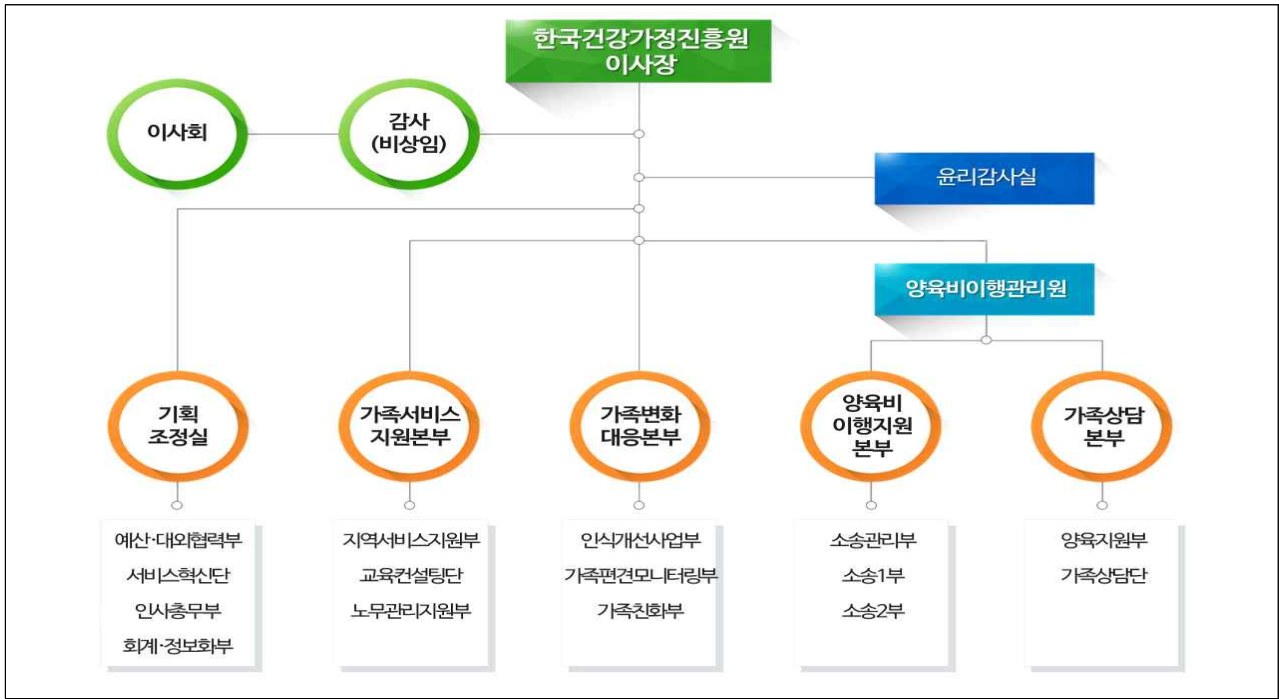 한국건강가정진흥원
이사장
이사회
감사
(비상임)
윤리감사실
양육비이행관리원
기획
조정실
가족서비스
지원본부
가족변화
대응본부
양육비
이행지원
본부
가족상담
본부
예산·대외협력부
서비스혁신단
인사총무부
회계·정보화부
지역서비스지원부
교육컨설팅단
노무관리지원부
인식개선사업부
가족편견모니터링부
가족친화부
소송관리부
소송1부
소송2부
양육지원부
가족상담단